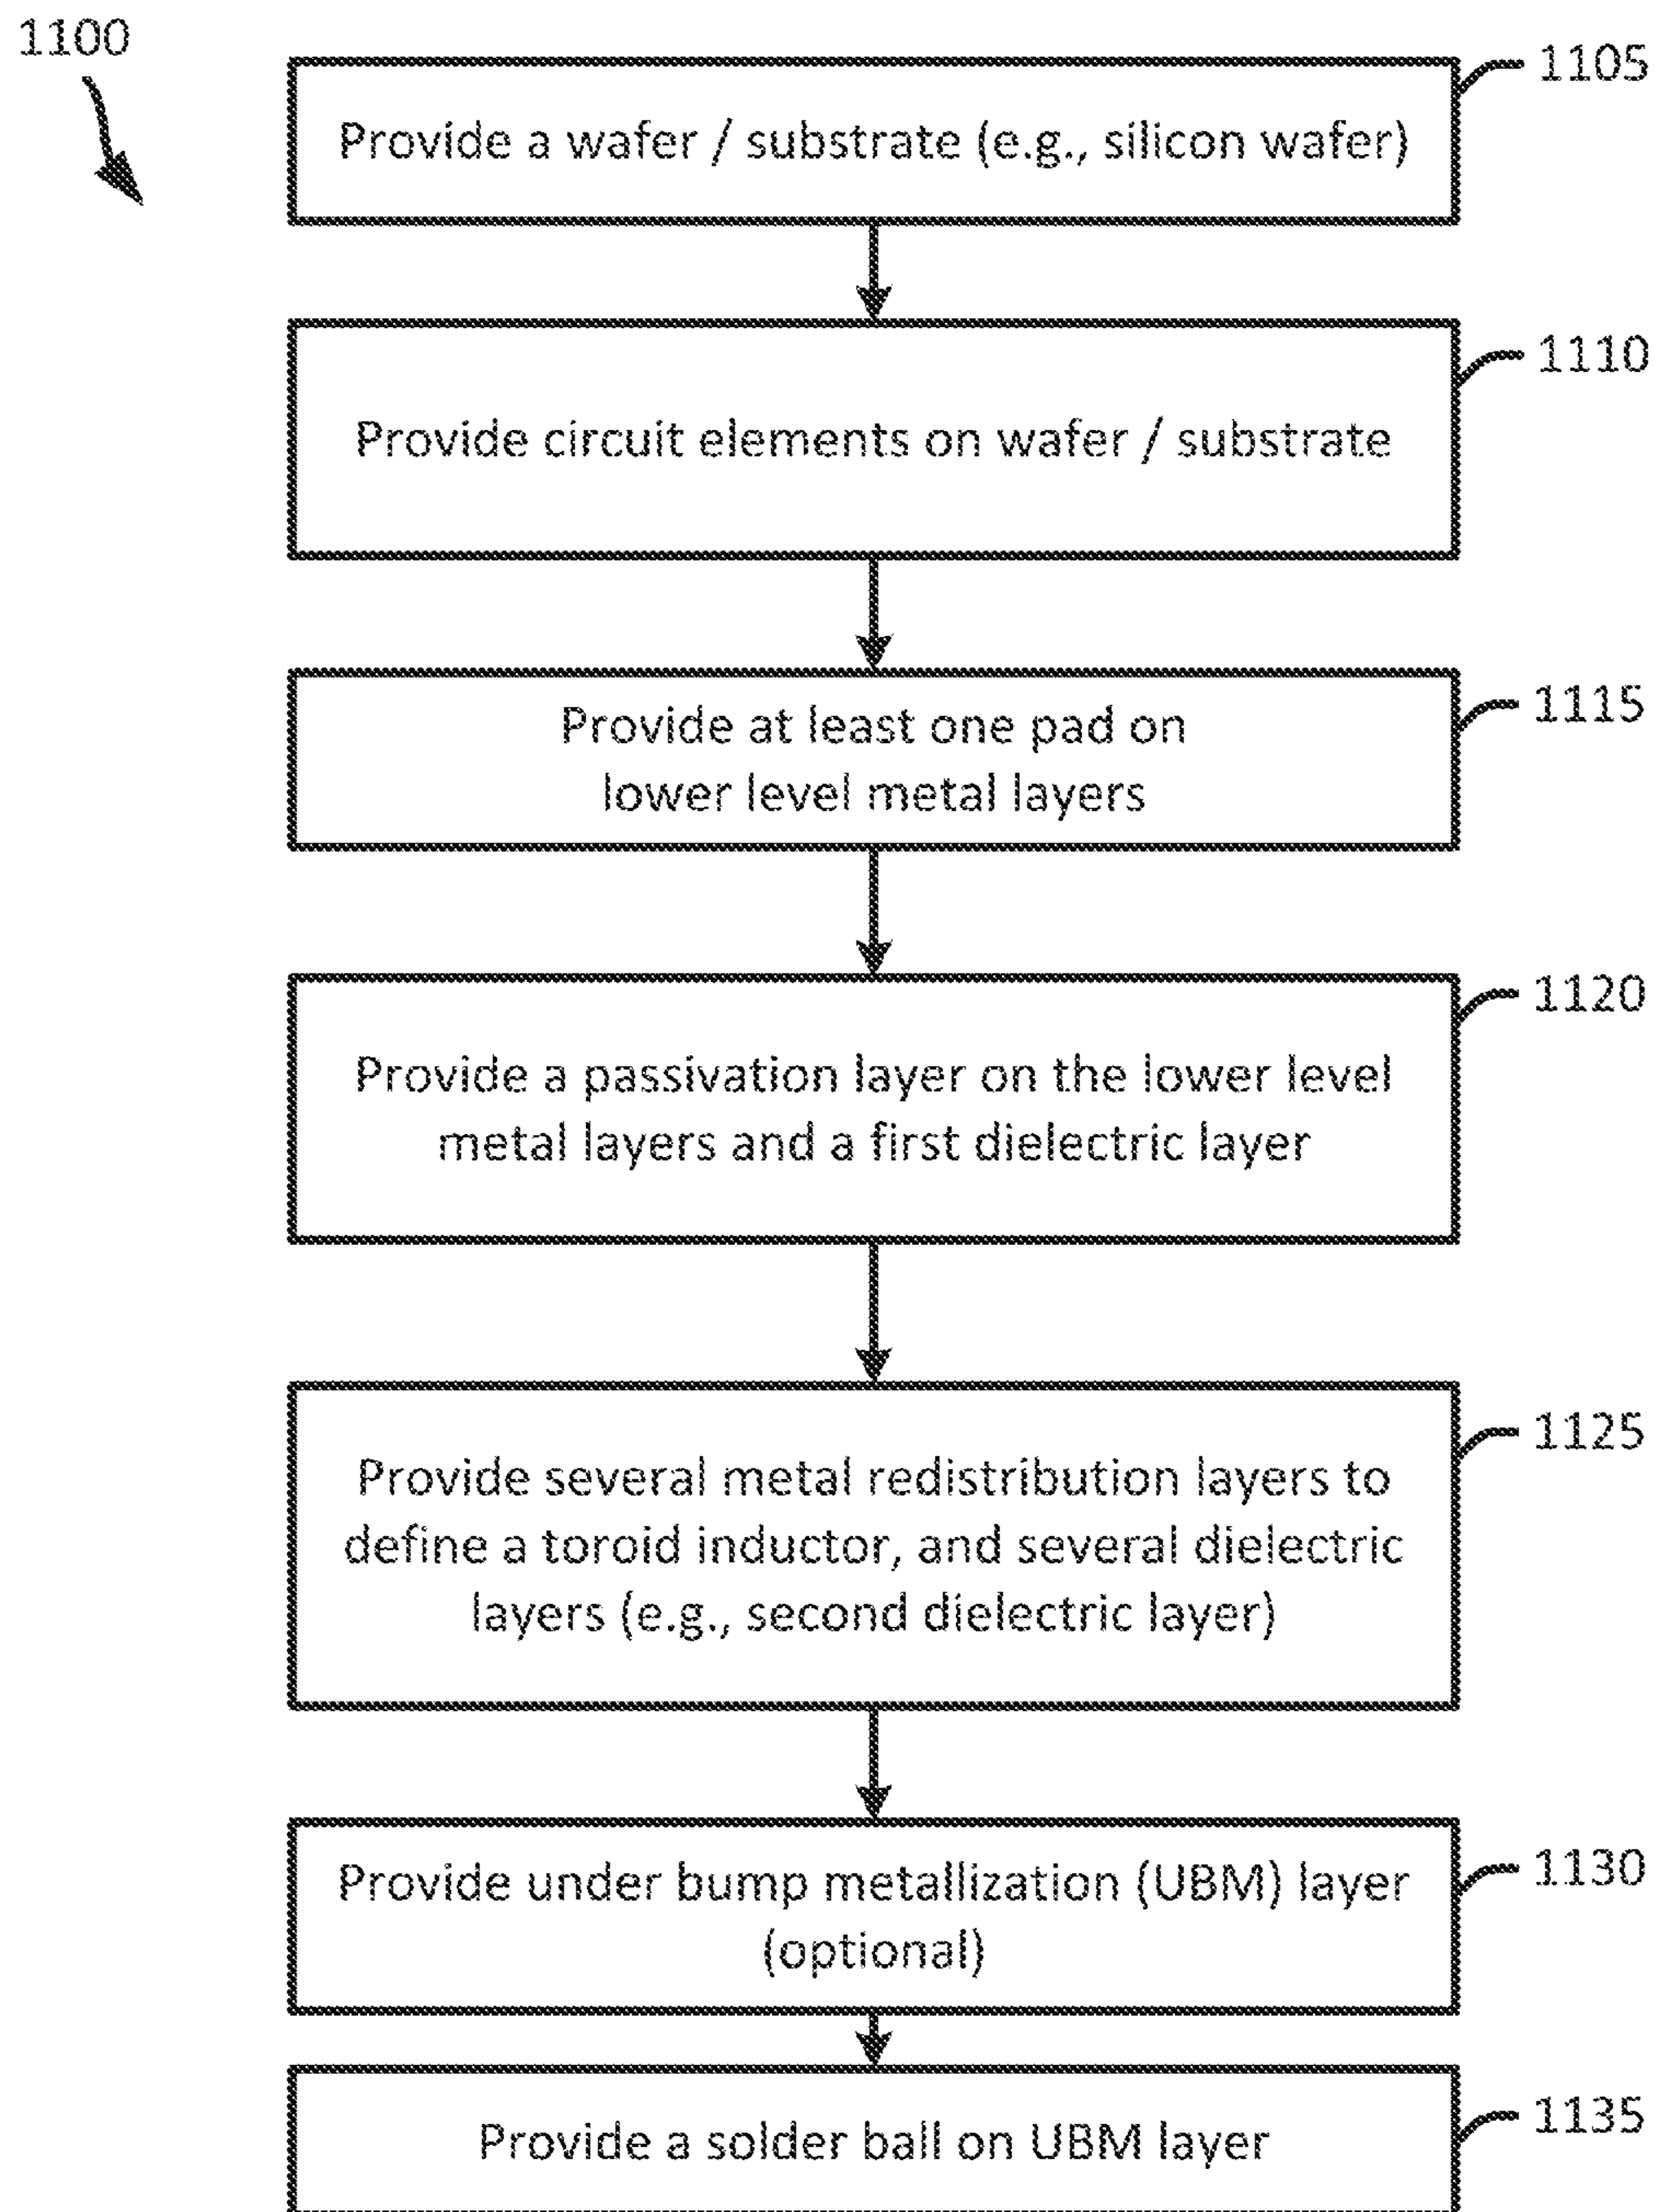 1100
1105
Provide a wafer / substrate (e.g., silicon wafer)
1110
Provide circuit elements on wafer / substrate
1115
Provide at least one pad on
lower level metal layers
1120
Provide a passivation layer on the lower level
metal layers and a first dielectric layer
1125
Provide several metal redistribution layers to
define a toroid inductor, and several dielectric
layers (e.g., second dielectric layer)
1130
Provide under bump metallization (UBM) layer
(optional)
1135
Provide a solder ball on UBM layer